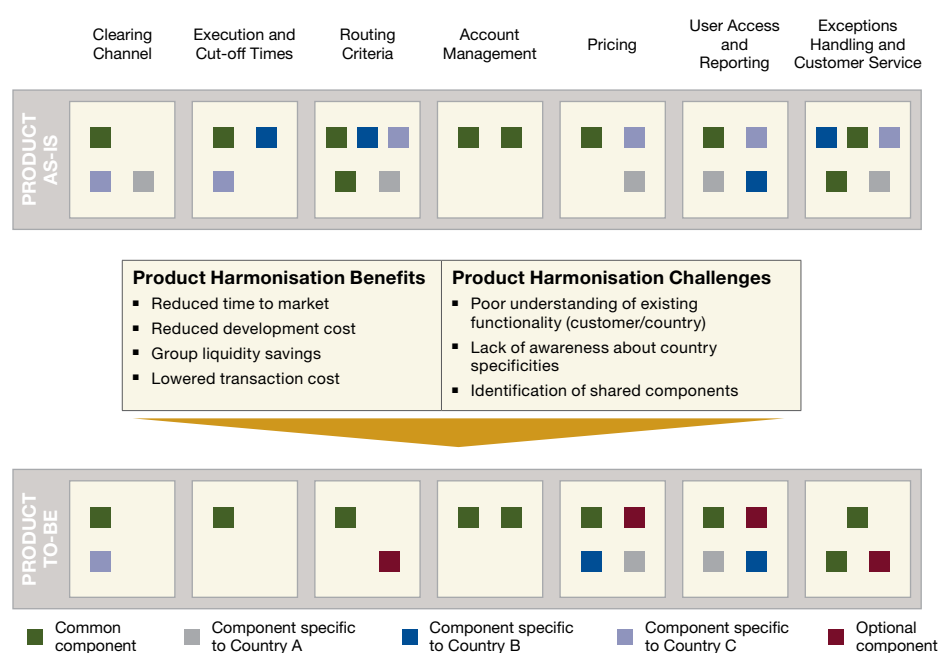 Clearing
Channel
Execution and
Cut-off Times
Routing
Criteria
Account
Management
Pricing
User Access
and
Reporting
Exceptions
Handling and
Customer Service
PRODUCT
AS-IS
Product Harmonisation Benefits
▪ Reduced time to market
▪ Reduced development cost
▪ Group liquidity savings
▪ Lowered transaction cost
Product Harmonisation Challenges
▪ Poor understanding of existing
functionality (customer/country)
▪ Lack of awareness about country
specificities
▪ Identification of shared components
PRODUCT
TO-BE
Common
component
Component specific
to Country A
Component specific
to Country B
Component specific
to Country C
Optional
component